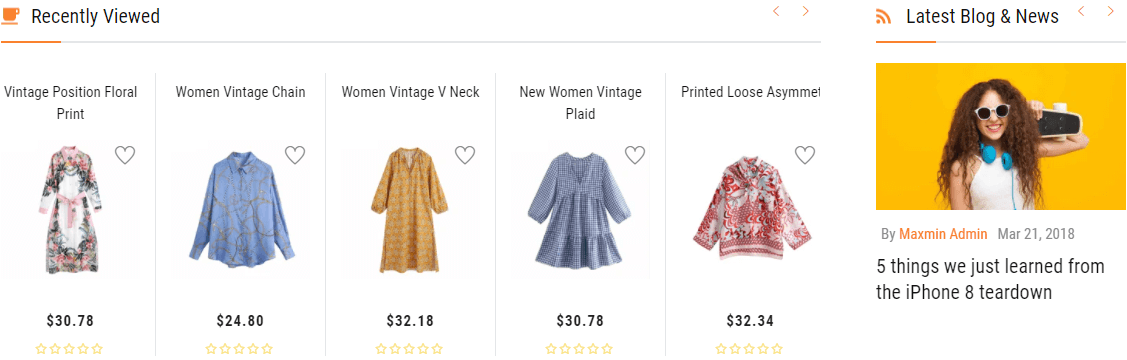 Recently Viewed
Vintage Position Floral
Print
$30.78
Women Vintage Chain
$24.80
Women Vintage V Neck
$32.18
New Women Vintage
Plaid
$30.78
Printed Loose Asymmet
$32.34
Latest Blog & News
By Maxmin Admin Mar 21, 2018
5 things we just learned from
the iPhone 8 teardown